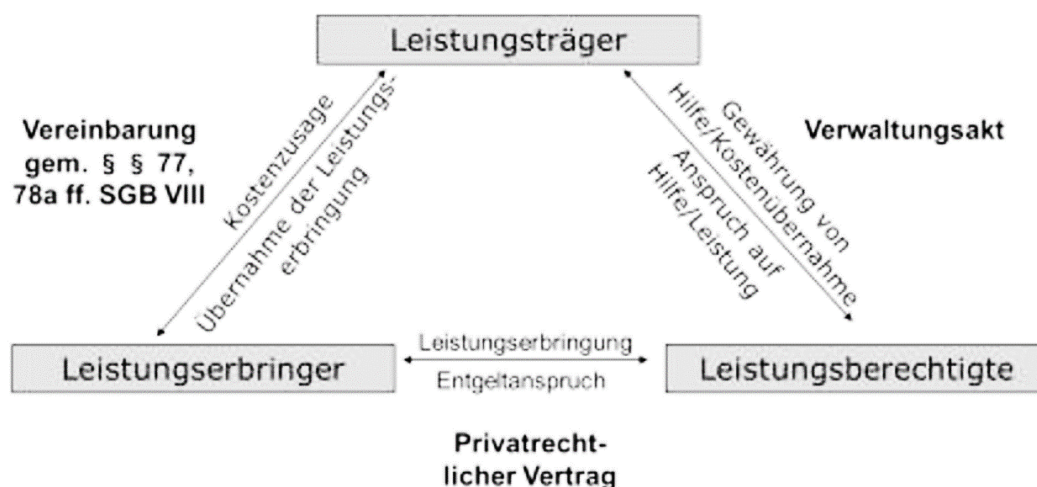 Leistungsträger
Vereinbarung
gem. § § 77,
78a ff. SGB VIII
Kostenzusage
Übernahme der Leistungs-
erbringung
Gewährung von
Hilfe/Kostenübernahme
Anspruch auf
Hilfe/Leistung
Verwaltungsakt
Leistungserbringer
Leistungserbringung
Entgeltanspruch
Leistungsberechtigte
Privatrecht-
licher Vertrag